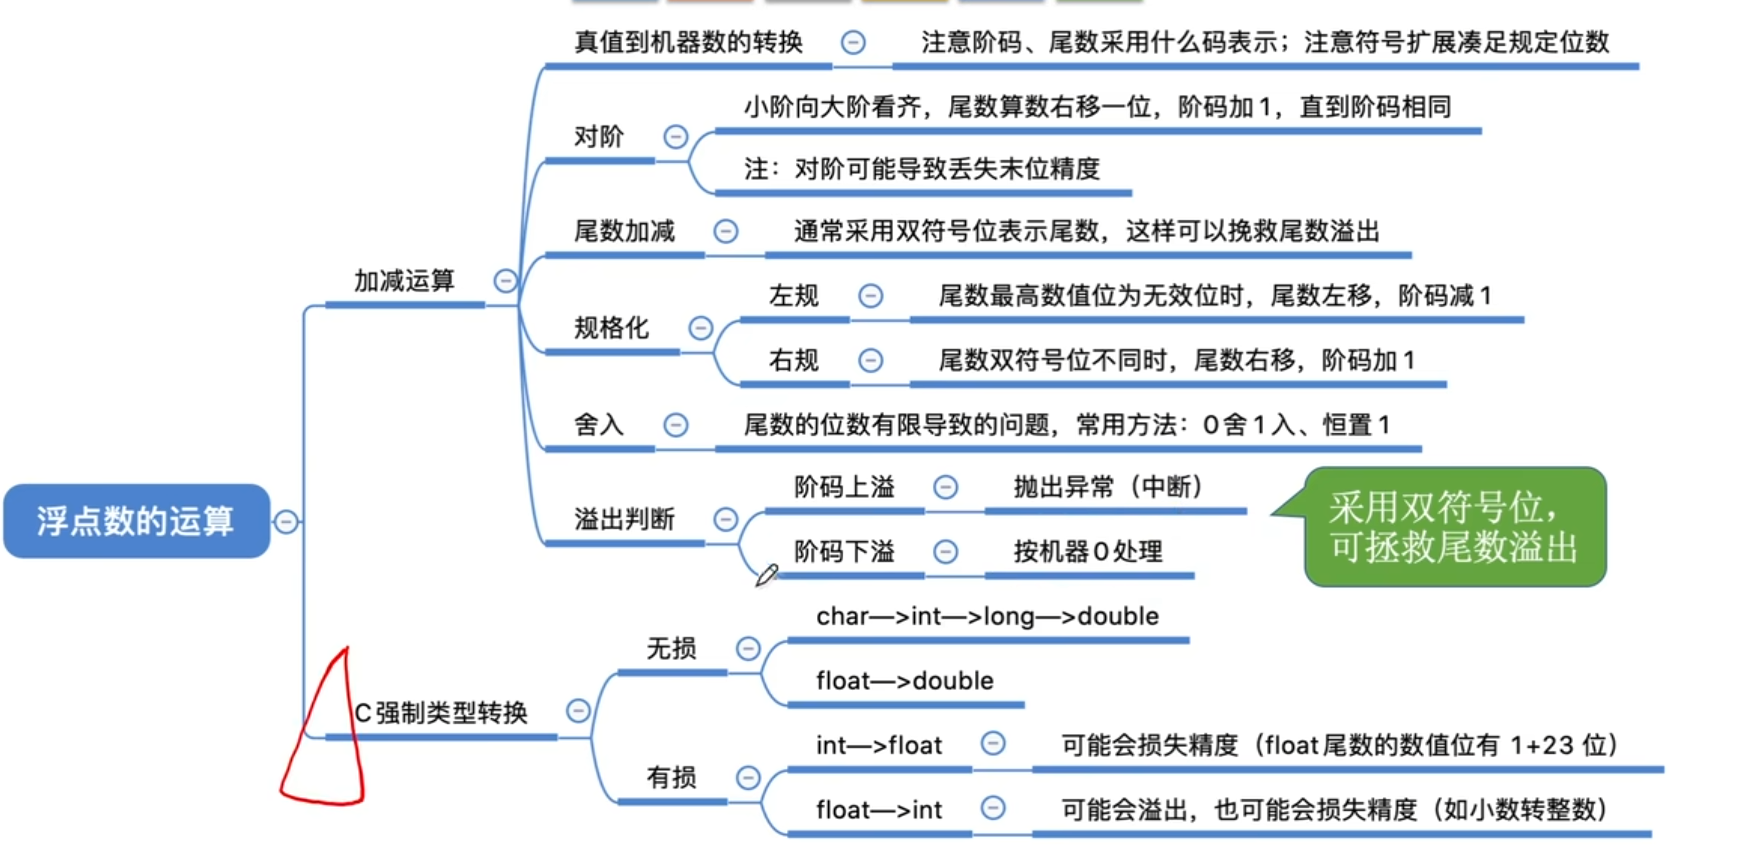 真值到机器数的转换
注意阶码、尾数采用什么码表示；注意符号扩展凑足规定位数
对阶
小阶向大阶看齐，尾数算数右移一位，阶码加1，直到阶码相同
注：对阶可能导致丢失末位精度
尾数加减
通常采用双符号位表示尾数，这样可以挽救尾数溢出
加减运算
规格化
左规
尾数最高数值位为无效位时，尾数左移，阶码减1
右规
尾数双符号位不同时，尾数右移，阶码加1
舍入
尾数的位数有限导致的问题，常用方法：0舍1入、恒置1
溢出判断
阶码上溢
抛出异常（中断）
阶码下溢
按机器0处理
采用双符号位，
可拯救尾数溢出
浮点数的运算
C强制类型转换
无损
char—>int—>long—>double
float—>double
有损
int—>float
可能会损失精度（float尾数的数值位有 1+23 位）
float—>int
可能会溢出，也可能会损失精度（如小数转整数）